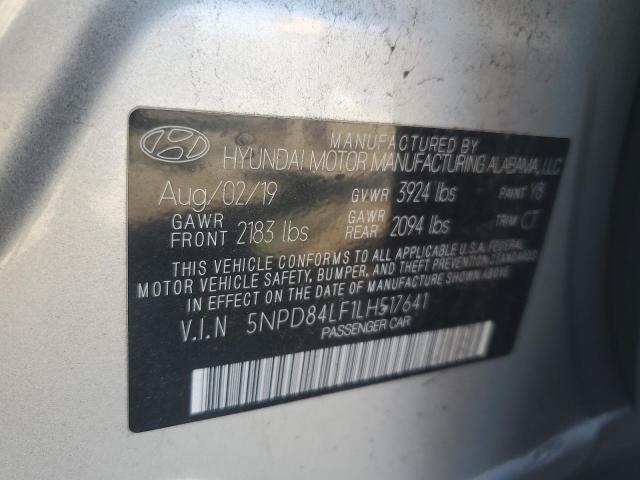 MANUFACTURED BY
HYUNDAI MOTOR MANUFACTURING ALABAMA, LLC
Aug/02/19 GVWR 3924 lbs PAINT Y8
GAWR FRONT 2183 lbs GAWR REAR 2094 lbs TRIM CT
THIS VEHICLE CONFORMS TO ALL APPLICABLE U.S.A. FEDERAL
MOTOR VEHICLE SAFETY, BUMPER, AND THEFT PREVENTION STANDARDS
IN EFFECT ON THE DATE OF MANUFACTURE SHOWN ABOVE.
V.I.N 5NPD84LF1LH517641
PASSENGER CAR